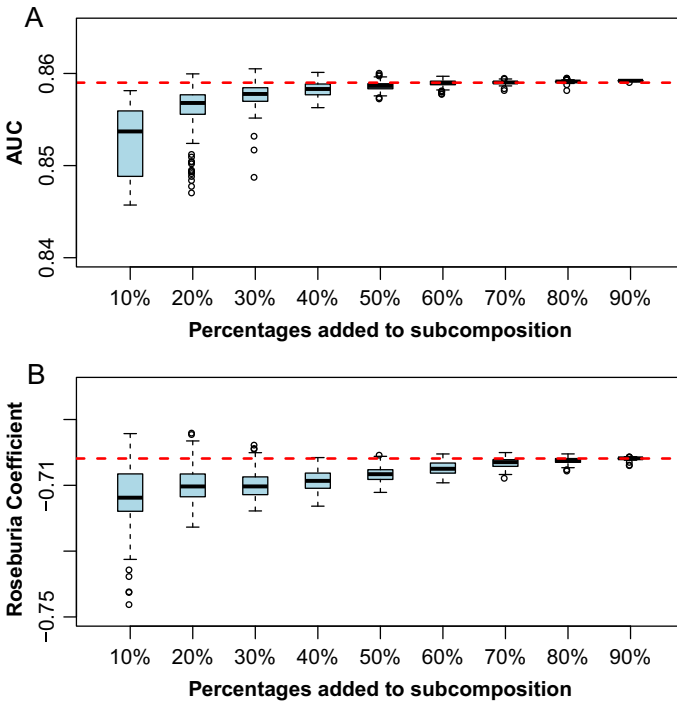 A
AUC
0.86
0.85
0.84
10% 20% 30% 40% 50% 60% 70% 80% 90%
Percentages added to subcomposition
B
Roseburia Coefficient
−0.71
−0.75
10% 20% 30% 40% 50% 60% 70% 80% 90%
Percentages added to subcomposition